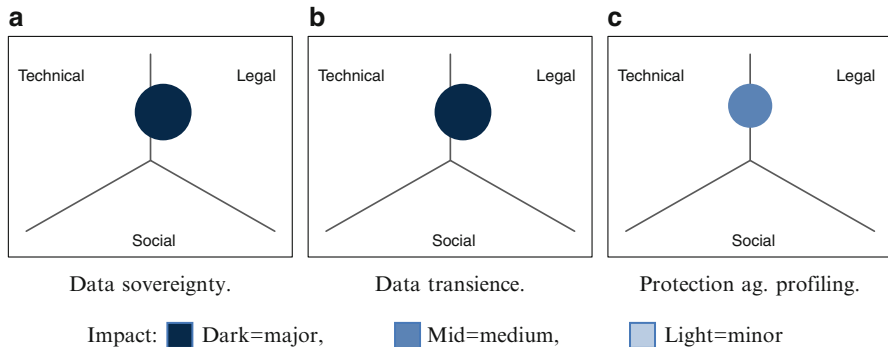 a b c
Technical Legal Technical Legal Technical Legal
Social Social Social
Data sovereignty. Data transience. Protection ag. profiling.
Impact: Dark=major, Mid=medium, Light=minor